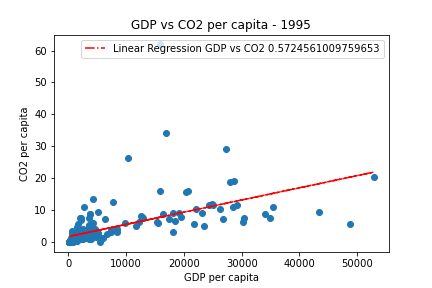 GDP vs CO2 per capita - 1995
Linear Regression GDP vs CO2 0.5724561009759653
60
50
40
30
20
10
0
CO2 per capita
0 10000 20000 30000 40000 50000
GDP per capita